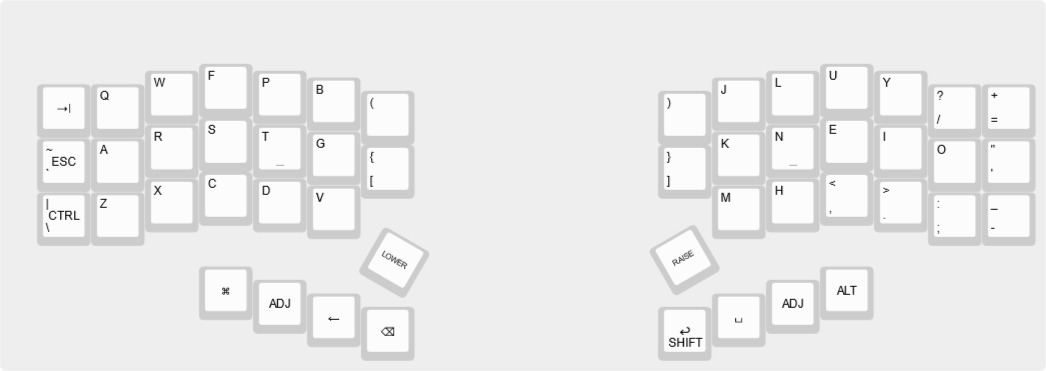 →| Q W F P B (
~ ESC ` A R S T _ G { [
| CTRL \ Z X C D V
LOWER
⌘ ADJ ← ⌫
) J L U Y ? / + =
} ] K N _ E I O " '
M H < , > . : ; _ -
RAISE
↩ SHIFT ⎵ ADJ ALT